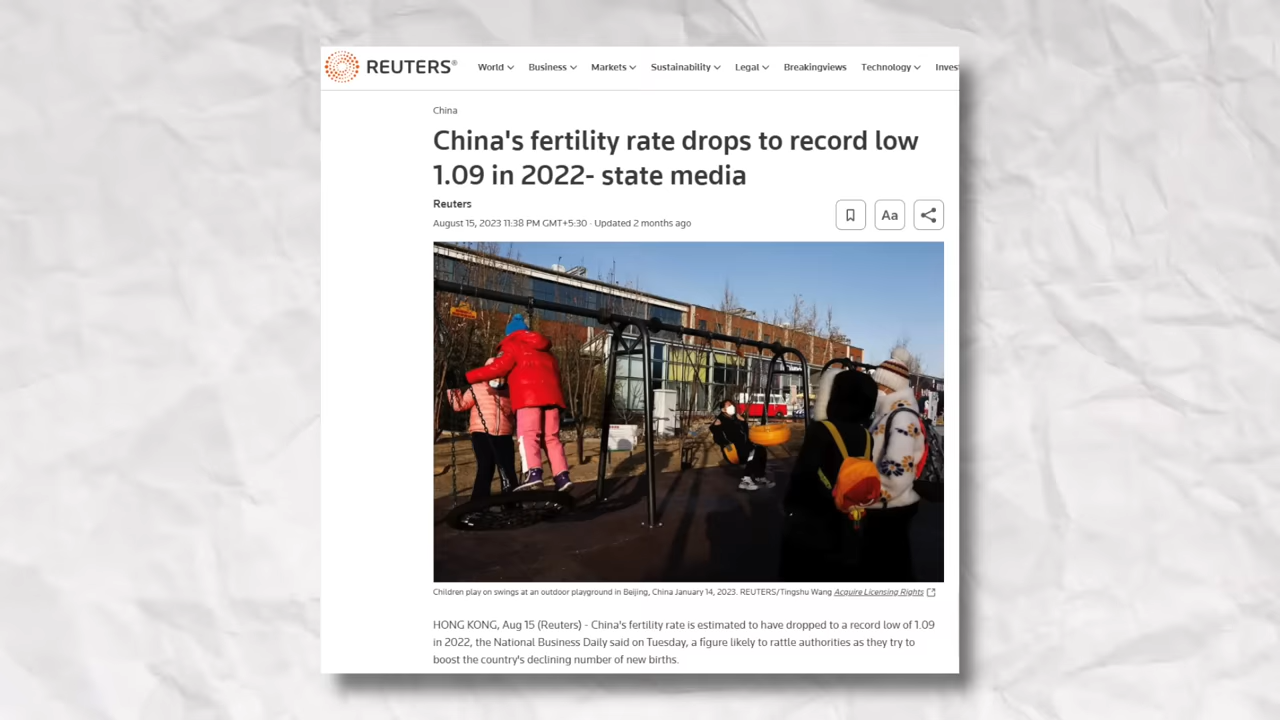 REUTERS®
World Business Markets Sustainability Legal Breakingviews Technology Inves
China
China's fertility rate drops to record low
1.09 in 2022- state media
Reuters
August 15, 2023 11:38 PM GMT+5:30 · Updated 2 months ago
Aa
Children play on swings at an outdoor playground in Beijing, China January 14, 2023. REUTERS/Tingshu Wang Acquire Licensing Rights
HONG KONG, Aug 15 (Reuters) - China's fertility rate is estimated to have dropped to a record low of 1.09
in 2022, the National Business Daily said on Tuesday, a figure likely to rattle authorities as they try to
boost the country's declining number of new births.